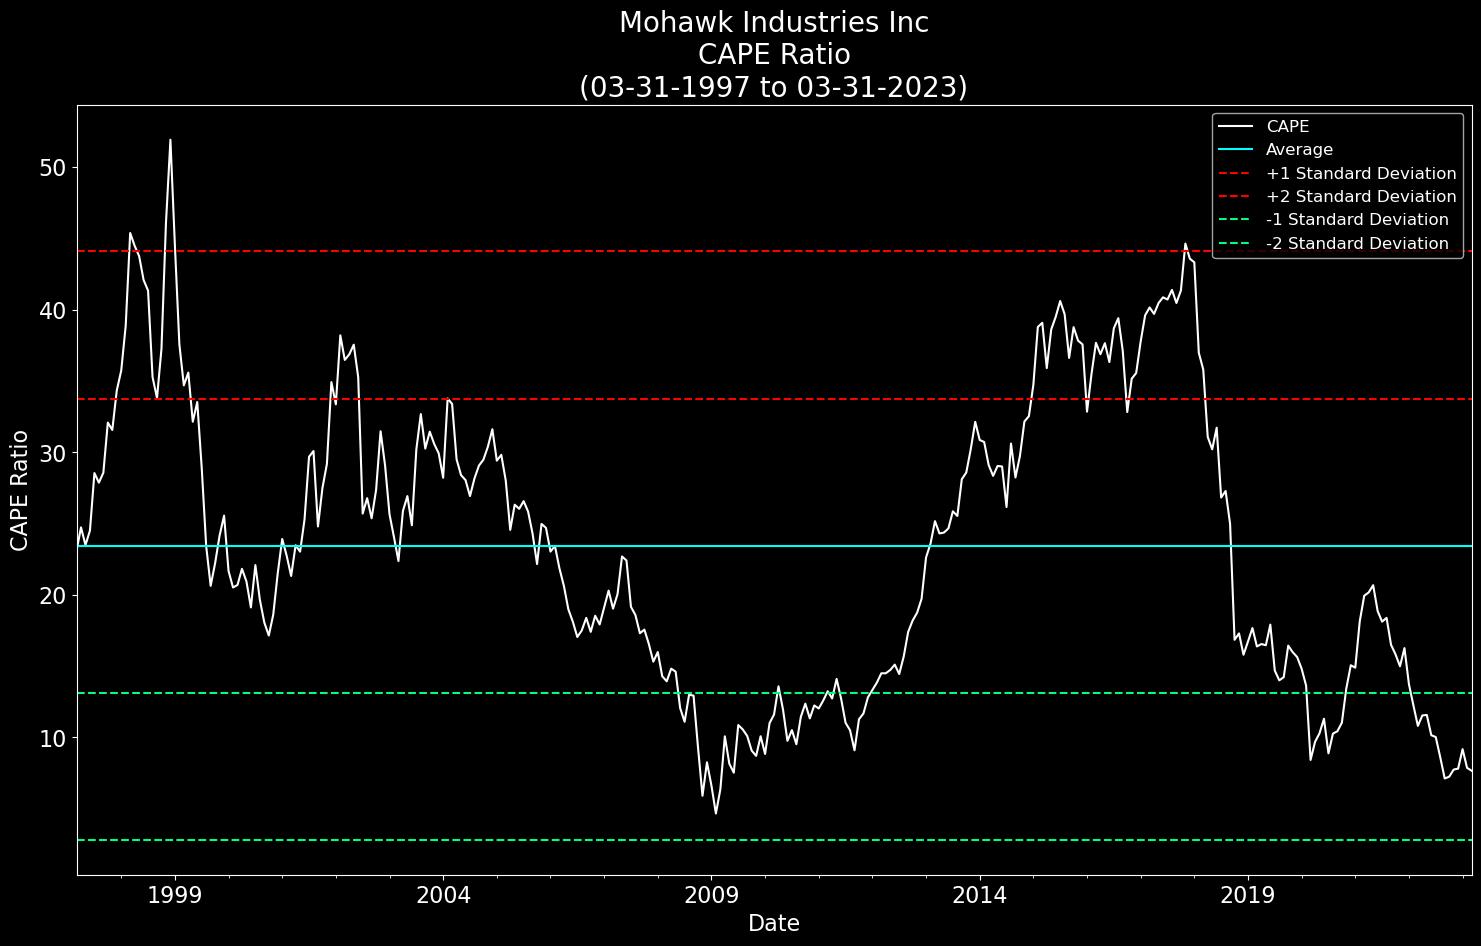 Mohawk Industries Inc
CAPE Ratio
(03-31-1997 to 03-31-2023)
CAPE
Average
+1 Standard Deviation
+2 Standard Deviation
-1 Standard Deviation
-2 Standard Deviation
50
40
30
20
10
CAPE Ratio
1999
2004
2009
2014
2019
Date